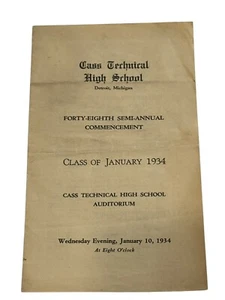 Cass Technical
High School
Detroit, Michigan
FORTY-EIGHTH SEMI-ANNUAL
COMMENCEMENT
CLASS OF JANUARY 1934
CASS TECHNICAL HIGH SCHOOL
AUDITORIUM
Wednesday Evening, January 10, 1934
At Eight O'clock